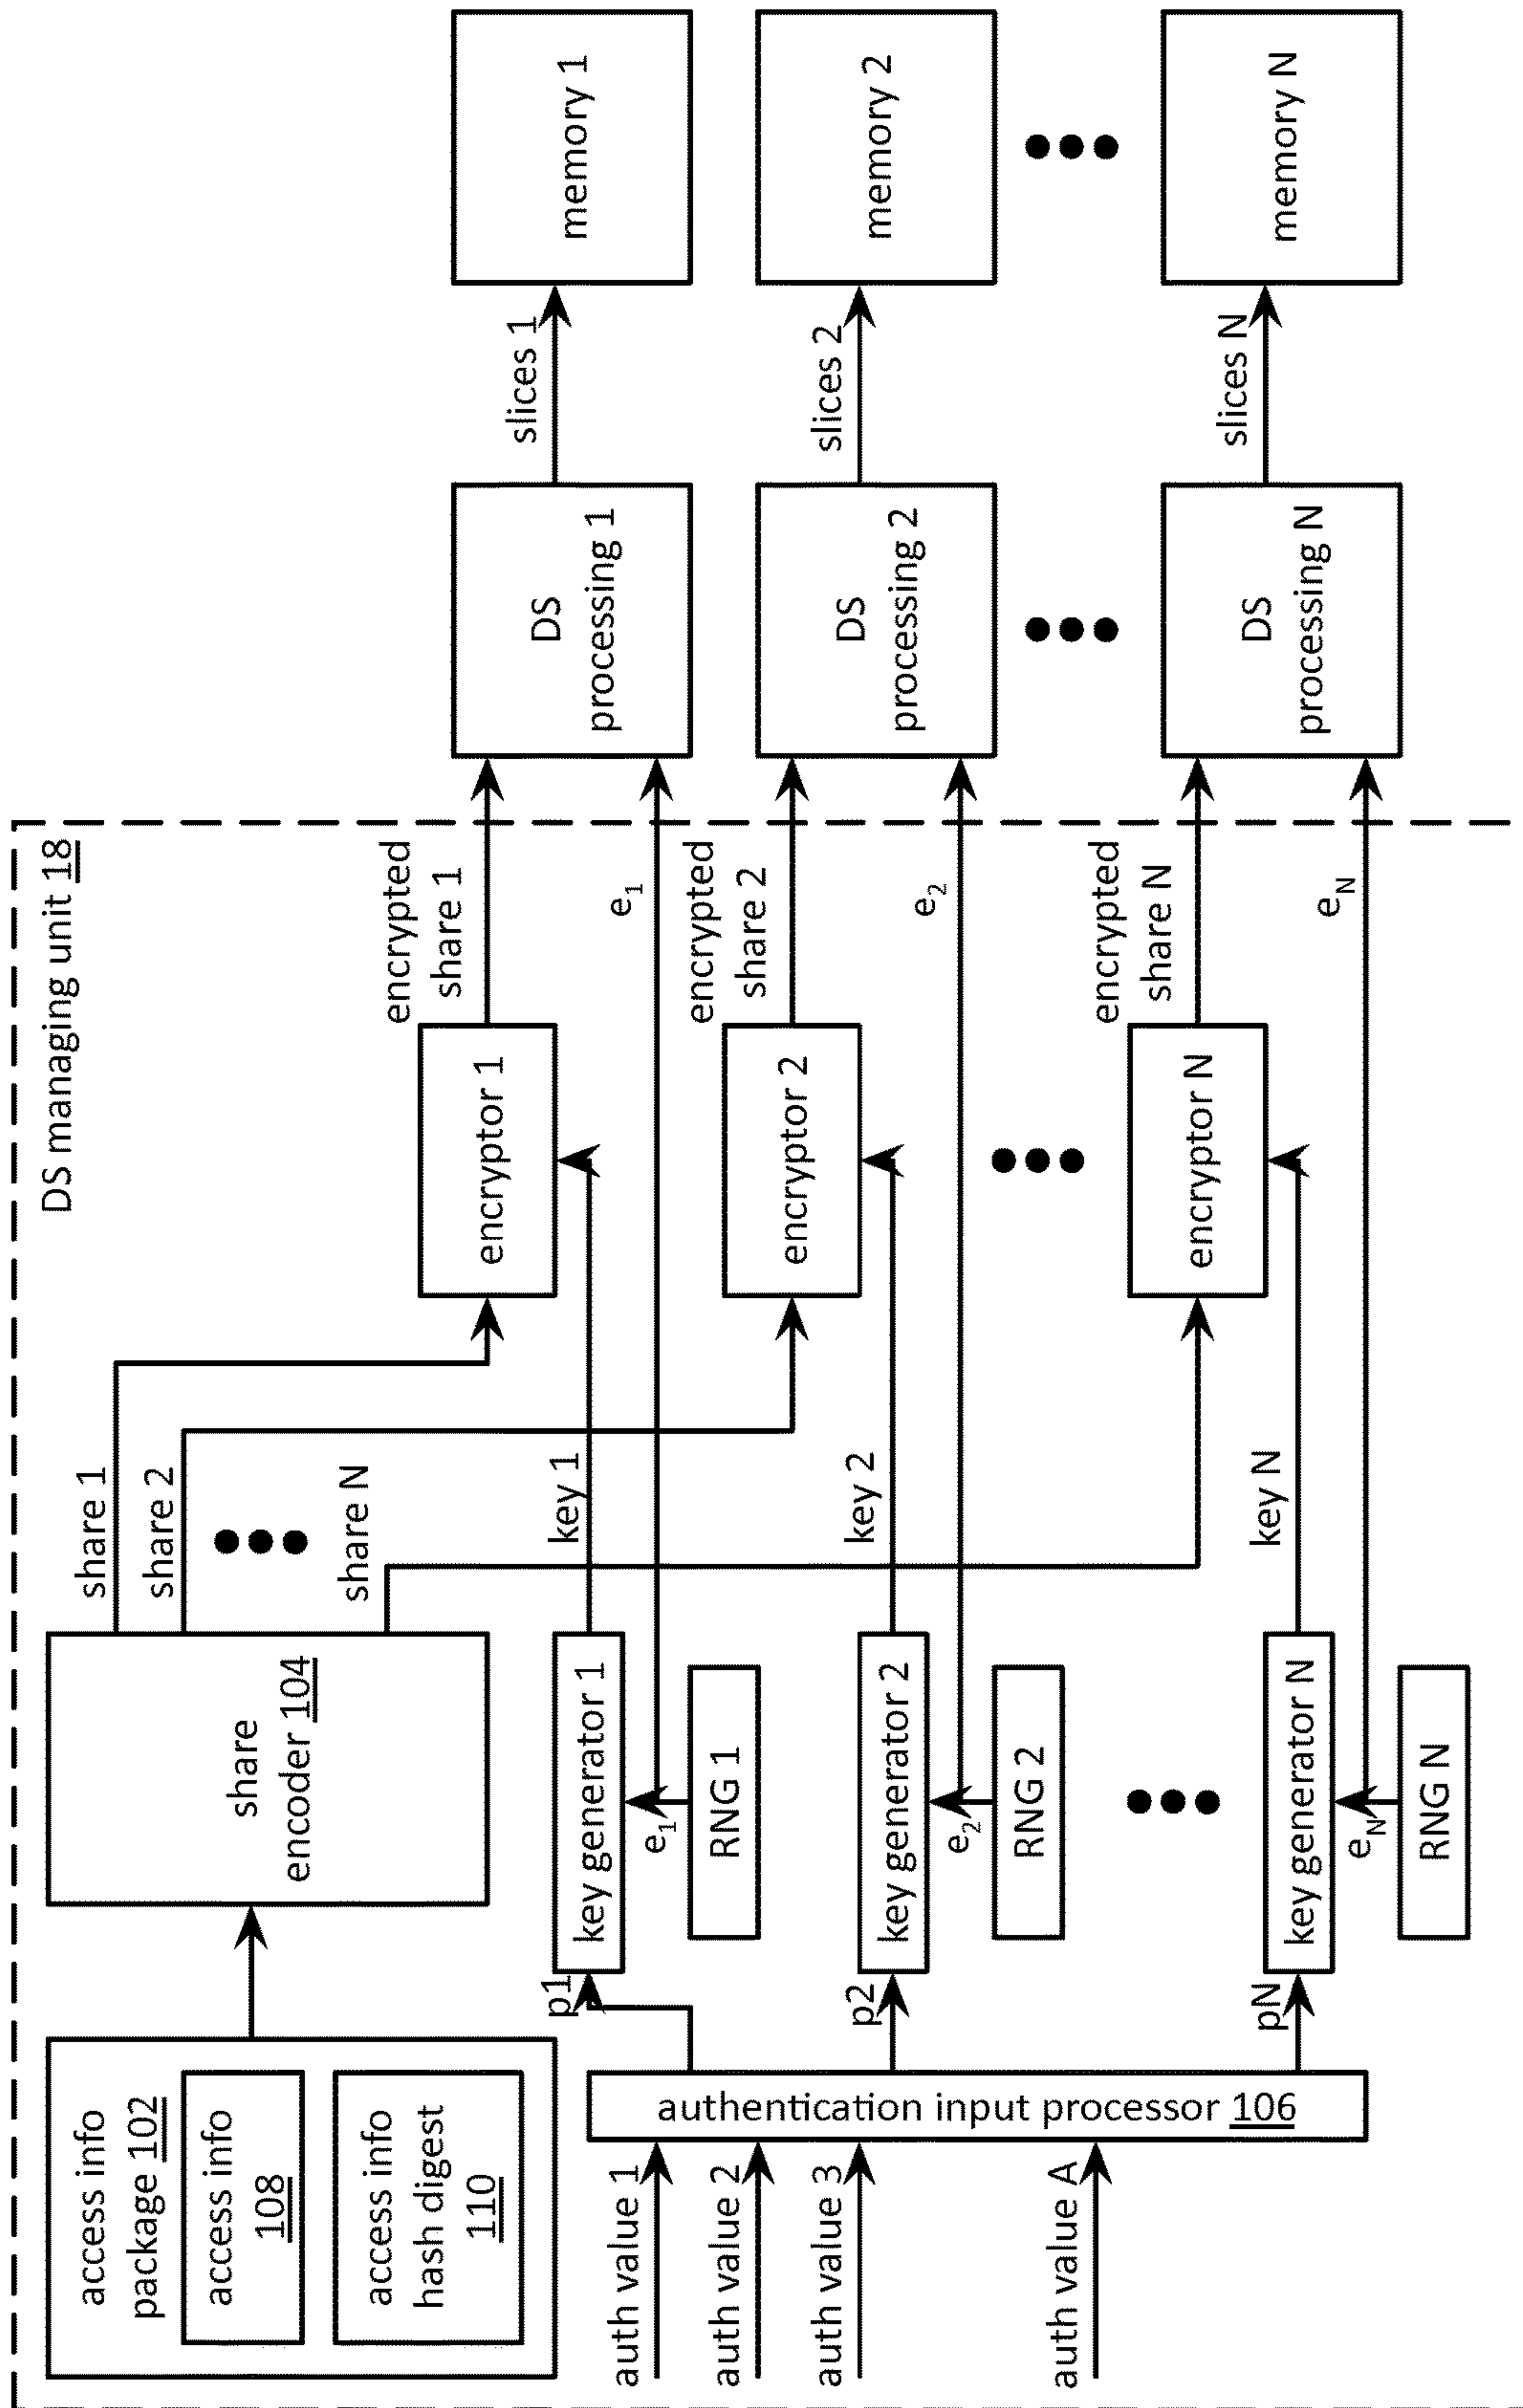 DS managing unit 18
access info
package 102
access info
108
access info
hash digest
110
share
encoder 104
share 1
share 2
share N
encryptor 1
encrypted
share 1
DS
processing 1
slices 1
memory 1
auth value 1
auth value 2
auth value 3
auth value A
authentication input processor 106
p1
key generator 1
key 1
e1
RNG 1
e1
encryptor 2
encrypted
share 2
DS
processing 2
slices 2
memory 2
p2
key generator 2
key 2
e2
RNG 2
e2
encryptor N
encrypted
share N
DS
processing N
slices N
memory N
pN
key generator N
key N
eN
RNG N
eN